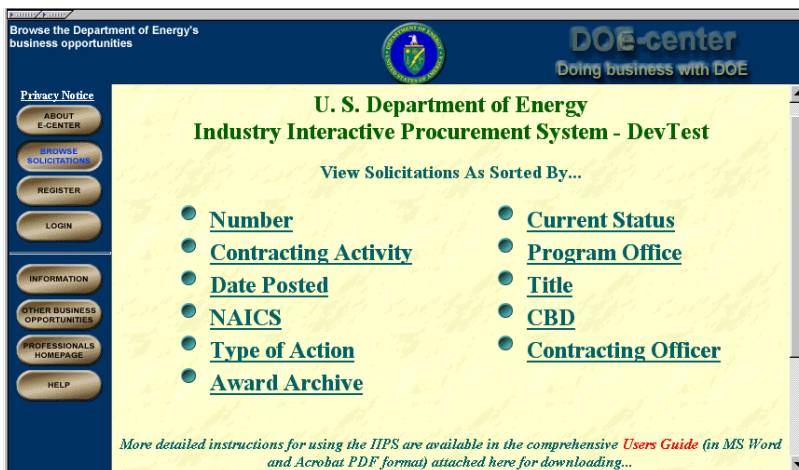 Browse the Department of Energy's
business opportunities
DOE-center
Doing business with DOE
Privacy Notice
ABOUT
E-CENTER
BROWSE
SOLICITATIONS
REGISTER
LOGIN
INFORMATION
OTHER BUSINESS
OPPORTUNITIES
PROFESSIONALS
HOMEPAGE
HELP
U. S. Department of Energy
Industry Interactive Procurement System - DevTest
View Solicitations As Sorted By...
Number
Contracting Activity
Date Posted
NAICS
Type of Action
Award Archive
Current Status
Program Office
Title
CBD
Contracting Officer
More detailed instructions for using the IIPS are available in the comprehensive Users Guide (in MS Word
and Acrobat PDF format) attached here for downloading...